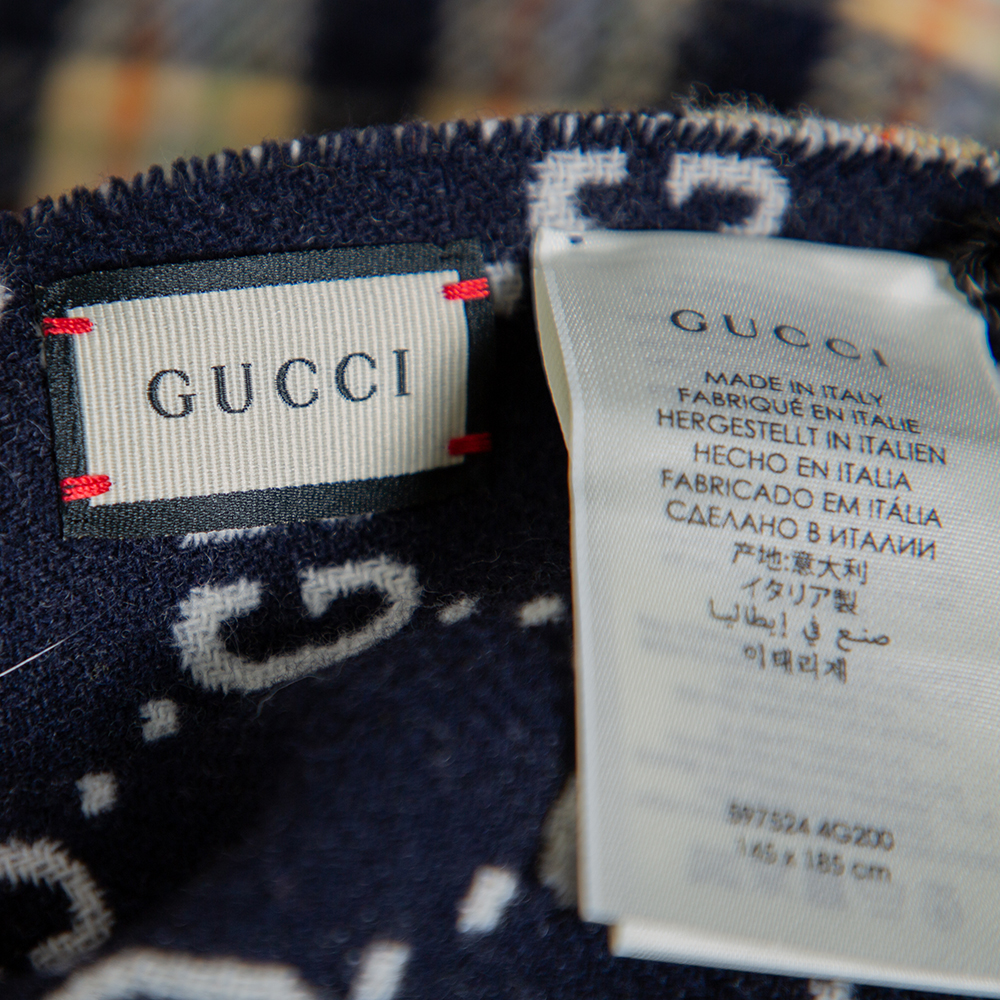 GUCCI
GUCCI
MADE IN ITALY
FABRIQUÉ EN ITALIE
HERGESTELLT IN ITALIEN
HECHO EN ITALIA
FABRICADO EM ITÁLIA
СДЕЛАНО В ИТАЛИИ
产地:意大利
イタリア製
صنع في إيطاليا
이태리제
597524 4G200
145 x 185 cm